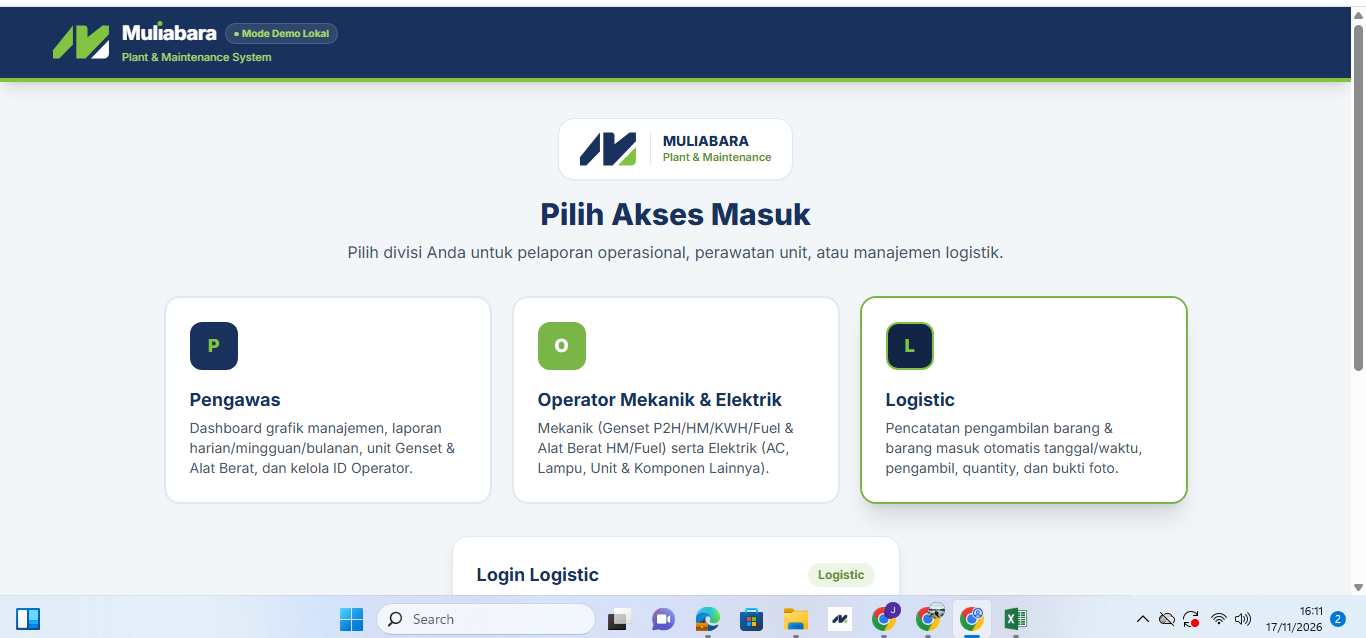 Muliabara
● Mode Demo Lokal
Plant & Maintenance System
MULIABARA
Plant & Maintenance
Pilih Akses Masuk
Pilih divisi Anda untuk pelaporan operasional, perawatan unit, atau manajemen logistik.
P
Pengawas
Dashboard grafik manajemen, laporan
harian/mingguan/bulanan, unit Genset &
Alat Berat, dan kelola ID Operator.
O
Operator Mekanik & Elektrik
Mekanik (Genset P2H/HM/KWH/Fuel &
Alat Berat HM/Fuel) serta Elektrik (AC,
Lampu, Unit & Komponen Lainnya).
L
Logistic
Pencatatan pengambilan barang &
barang masuk otomatis tanggal/waktu,
pengambil, quantity, dan bukti foto.
Login Logistic
Logistic
Search
J
16:11
17/11/2026
2